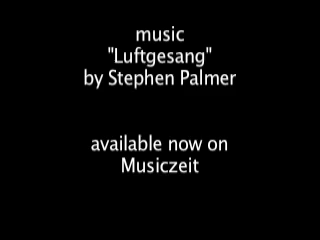 music
"Luftgesang"
by Stephen Palmer
available now on
Musiczeit